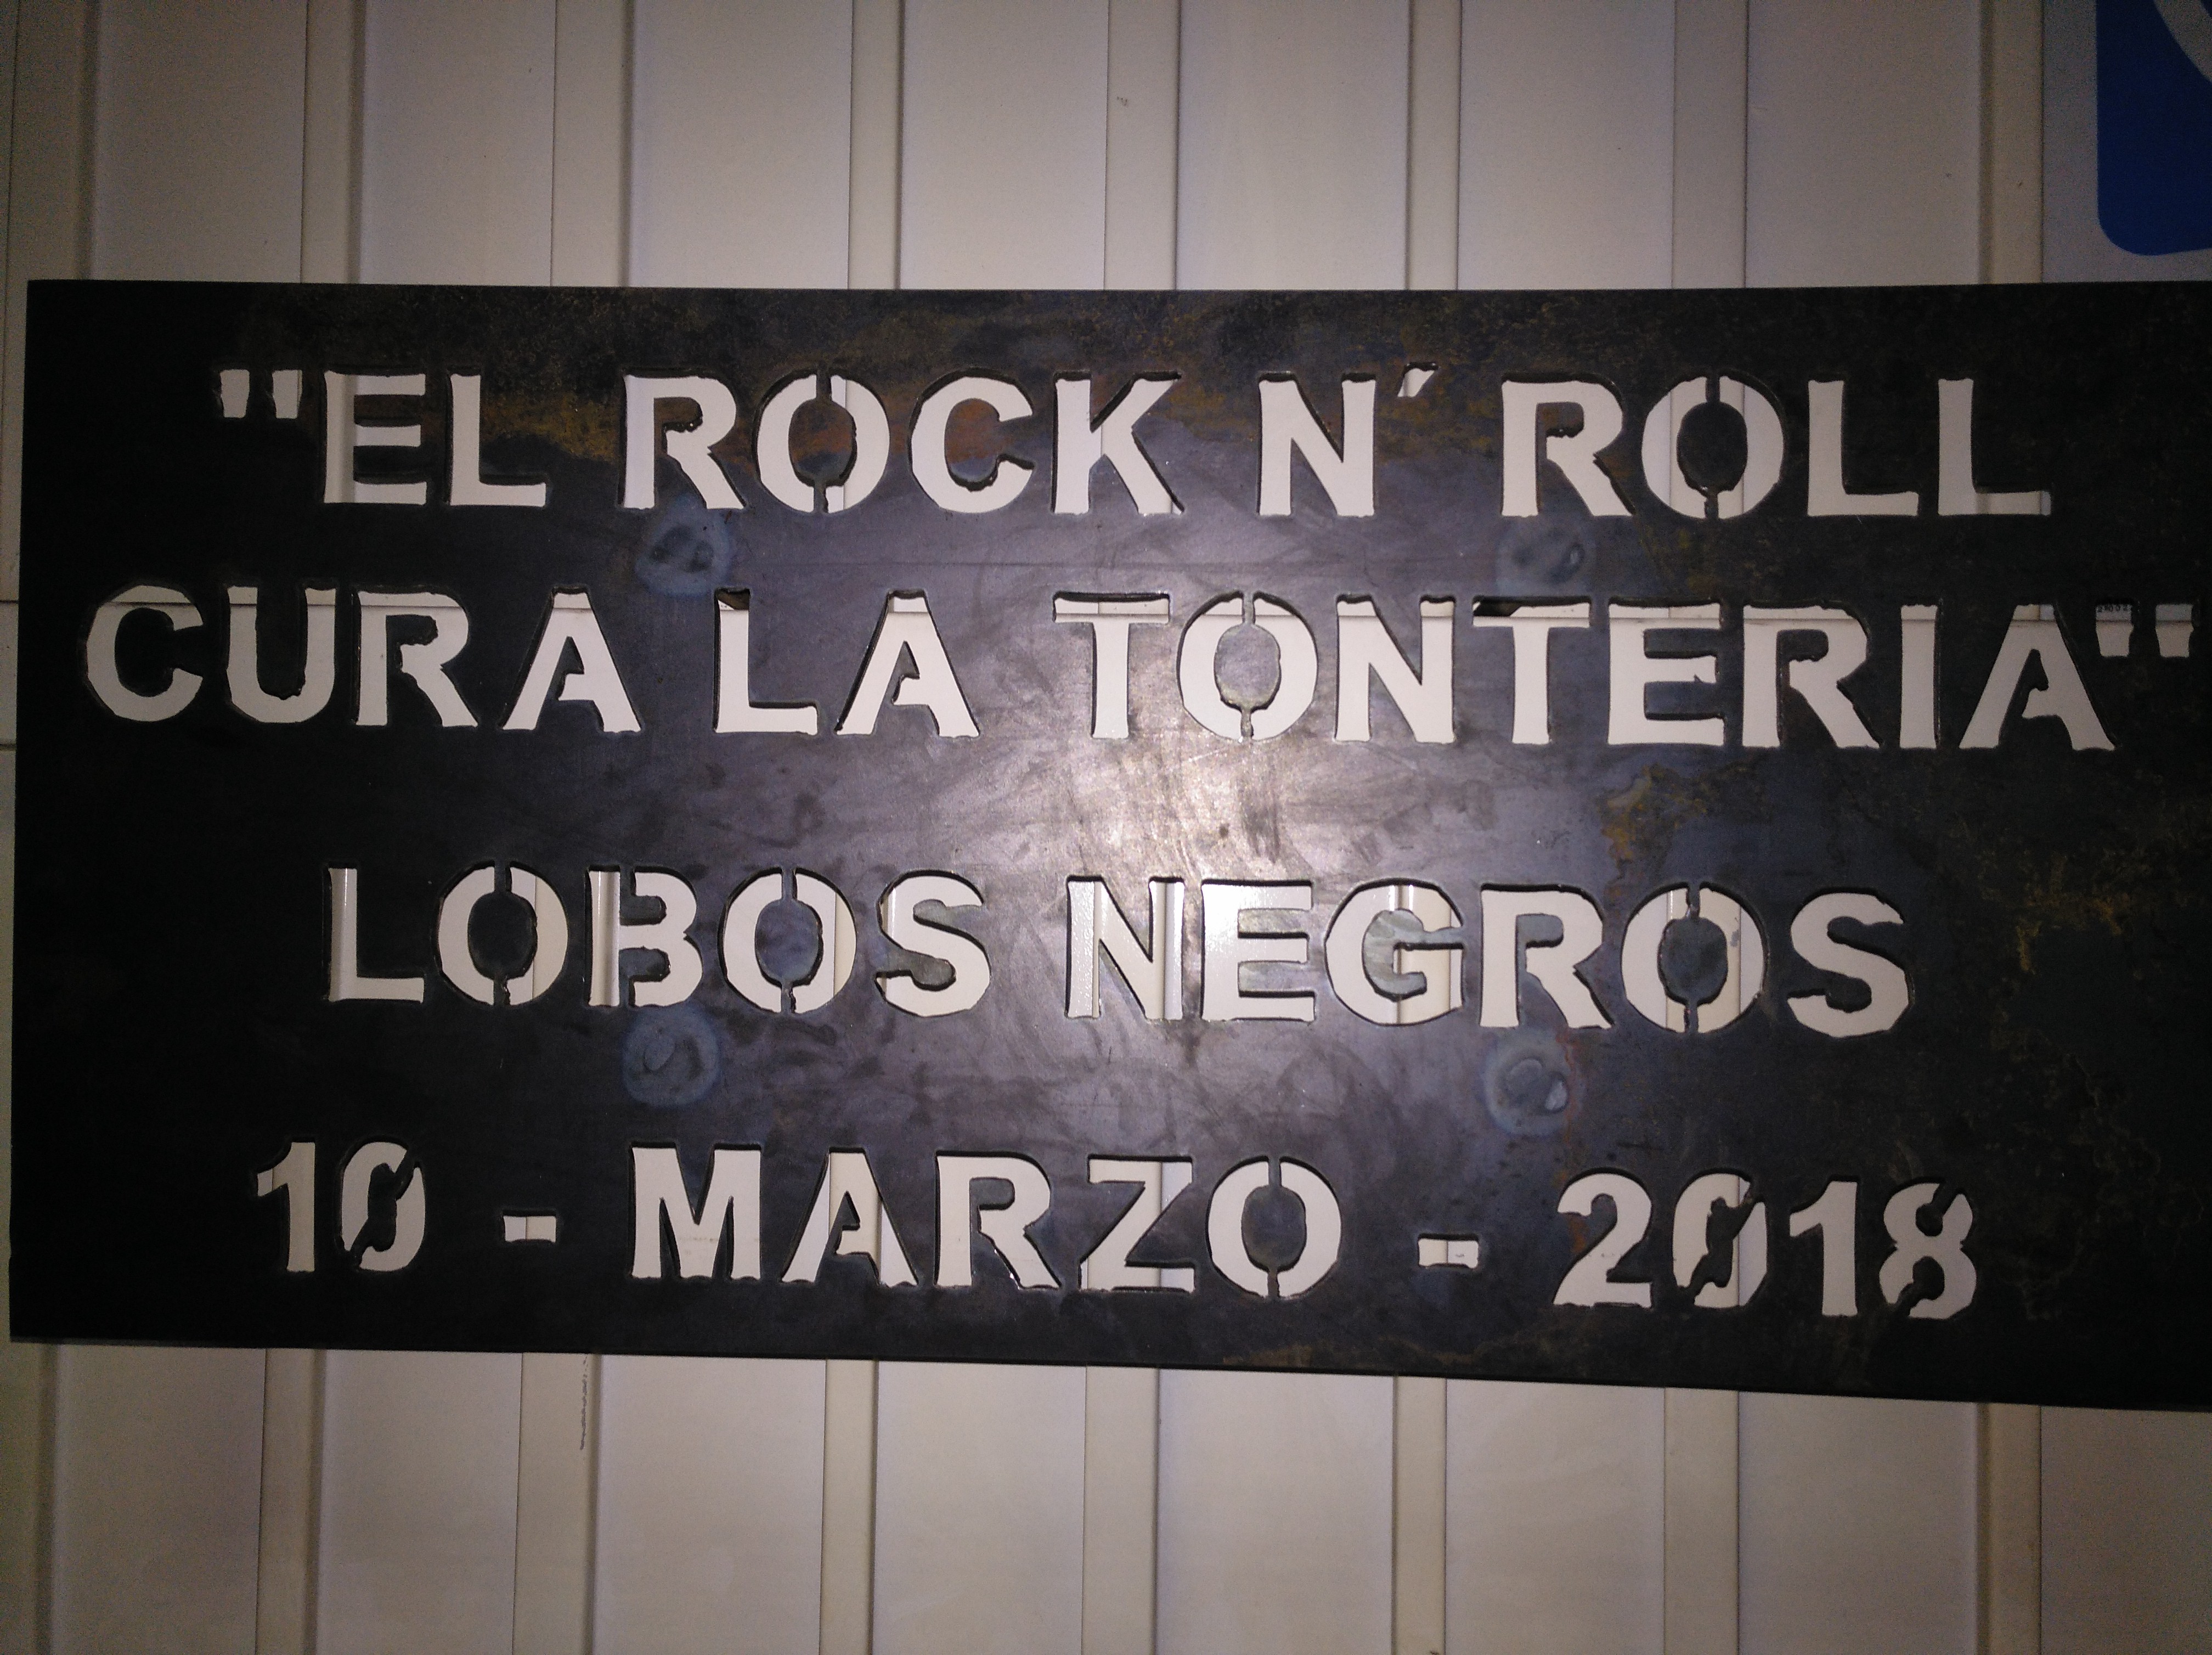 "EL ROCK N´ ROLL
CURA LA TONTERIA"
LOBOS NEGROS
10 - MARZO - 2018